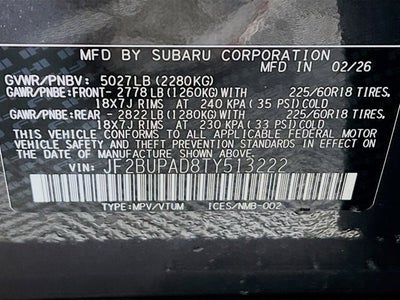 MFD BY SUBARU CORPORATION
MFD IN 02/26
GVWR/PNBV: 5027LB (2280KG)
GAWR/PNBE:FRONT- 2778 LB (1260KG) WITH 225/60R18 TIRES,
18X7J RIMS AT 240 KPA (35 PSI) COLD
GAWR/PNBE:REAR - 2822 LB (1280KG) WITH 225/60R18 TIRES,
18X7J RIMS AT 230 KPA (33 PSI) COLD
THIS VEHICLE CONFORMS TO ALL APPLICABLE FEDERAL MOTOR
VEHICLE SAFETY AND THEFT PREVENTION STANDARDS IN EFFECT ON THE
DATE OF MANUFACTURE SHOWN ABOVE.
VIN: JF2BUPAD8TY513222
TYPE:MPV/VTUM ICES/NMB-002